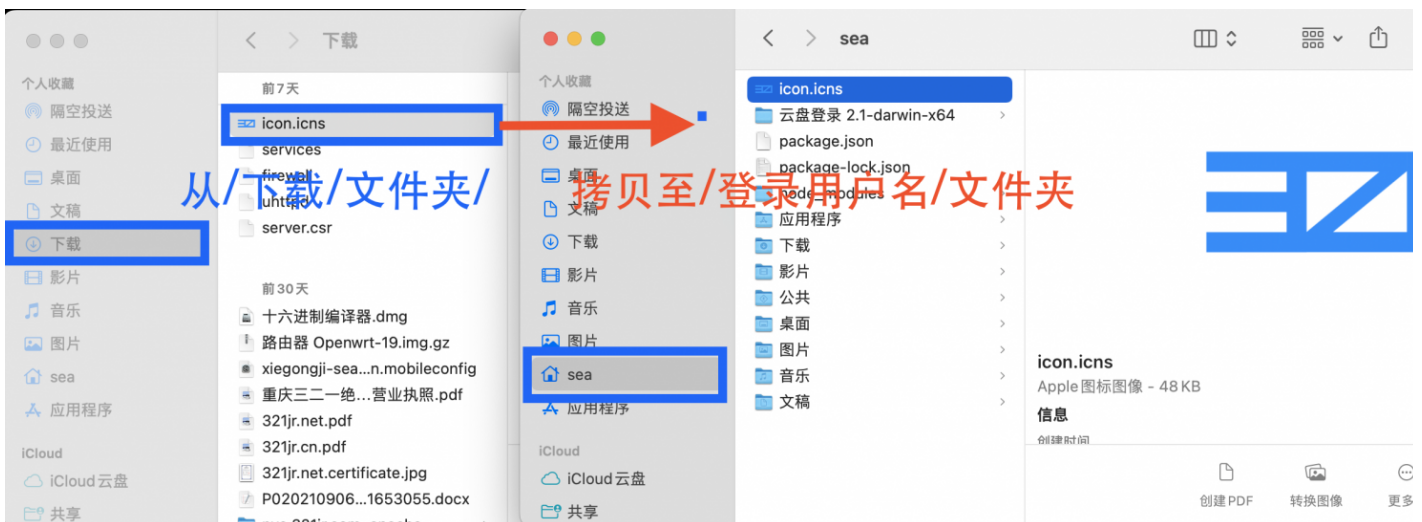 下载
个人收藏
隔空投送
最近使用
桌面
文稿
下载
影片
音乐
图片
sea
应用程序
iCloud
iCloud云盘
共享
前7天
icon.icns
services
firewall
server.csr
前30天
十六进制编译器.dmg
路由器 Openwrt-19.img.gz
xiegongji-sea...n.mobileconfig
重庆三二一绝...营业执照.pdf
321jr.net.pdf
321jr.cn.pdf
321jr.net.certificate.jpg
P020210906...1653055.docx
从/下载/文件夹/
拷贝至/登录用户名/文件夹
sea
个人收藏
隔空投送
最近使用
桌面
文稿
下载
影片
音乐
图片
sea
应用程序
iCloud
iCloud云盘
共享
icon.icns
云盘登录 2.1-darwin-x64
package.json
package-lock.json
node_modules
应用程序
下载
影片
公共
桌面
图片
音乐
文稿
icon.icns
Apple图标图像 - 48 KB
信息
创建时间
创建PDF
转换图像
更多